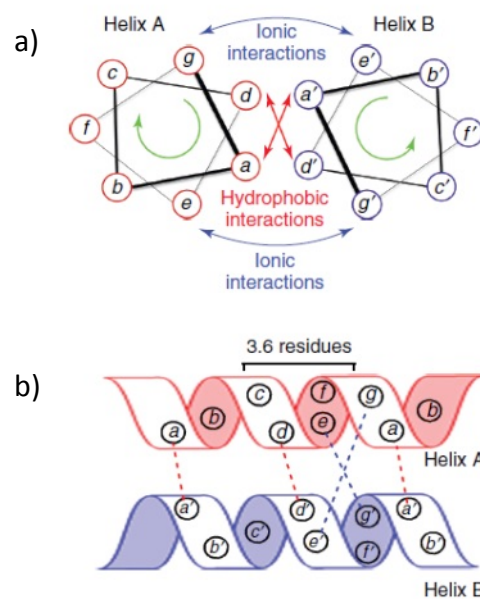 a)
Helix A
Ionic
interactions
Helix B
g
e'
c
d
a'
b'
f
f'
b
a
d'
c'
e
g'
Hydrophobic
interactions
Ionic
interactions
b)
3.6 residues
c
f
g
a
b
d
e
a
b
Helix A
a'
d'
g'
a'
b'
c'
e'
f'
b'
Helix B